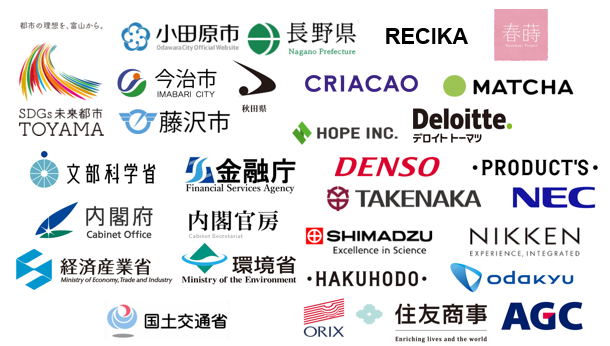 都市の理想を、富山から。
SDGs未来都市
TOYAMA
小田原市
OdawaraCity Official Website
長野県
Nagano Prefecture
RECIKA
春蒔
今治市
IMABARI CITY
秋田県
CRIACAO
MATCHA
藤沢市
HOPE INC.
Deloitte.
デロイト トーマツ
文部科学省
金融庁
Financial Services Agency
DENSO
・PRODUCT'S・
TAKENAKA
NEC
内閣府
Cabinet Office
内閣官房
Cabinet Secretariat
SHIMADZU
Excellence in Science
NIKKEN
EXPERIENCE, INTEGRATED
経済産業省
Ministry of Economy, Trade and Industry
環境省
Ministry of the Environment
・HAKUHODO・
odakyu
国土交通省
ORIX
住友商事
Enriching lives and the world
AGC